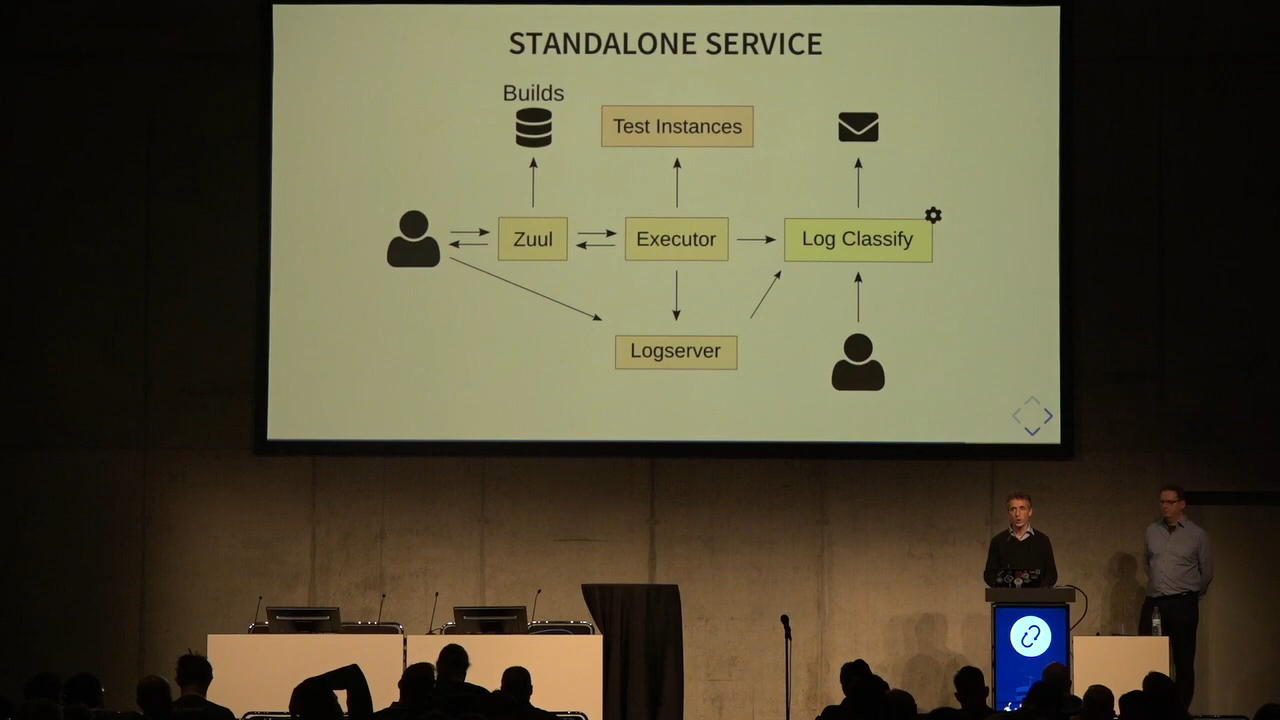 STANDALONE SERVICE
Builds
Test Instances
Zuul
Executor
Log Classify
Logserver